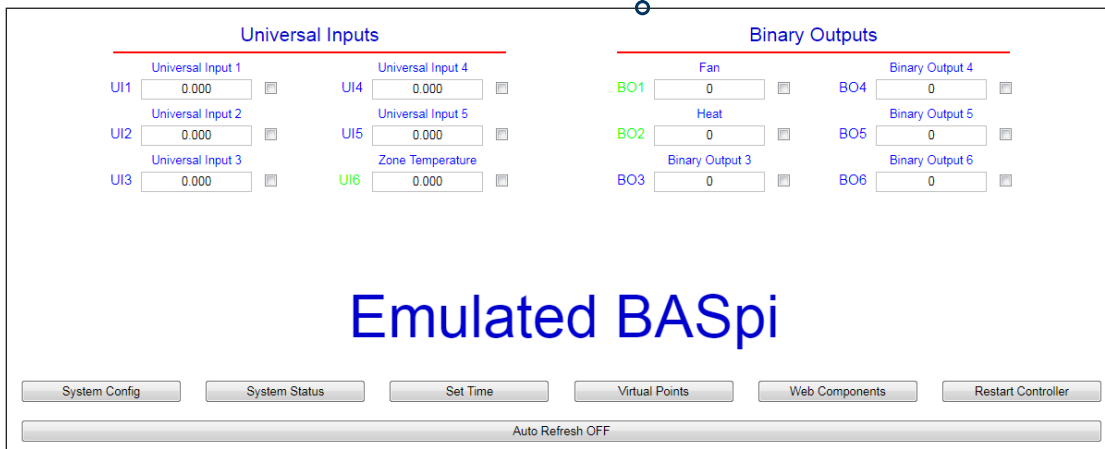 Universal Inputs Binary Outputs
Universal Input 1 Universal Input 4 Fan Binary Output 4
UI1 0.000 UI4 0.000 BO1 0 BO4 0
Universal Input 2 Universal Input 5 Heat Binary Output 5
UI2 0.000 UI5 0.000 BO2 0 BO5 0
Universal Input 3 Zone Temperature Binary Output 3 Binary Output 6
UI3 0.000 UI6 0.000 BO3 0 BO6 0
Emulated BASpi
System Config System Status Set Time Virtual Points Web Components Restart Controller
Auto Refresh OFF